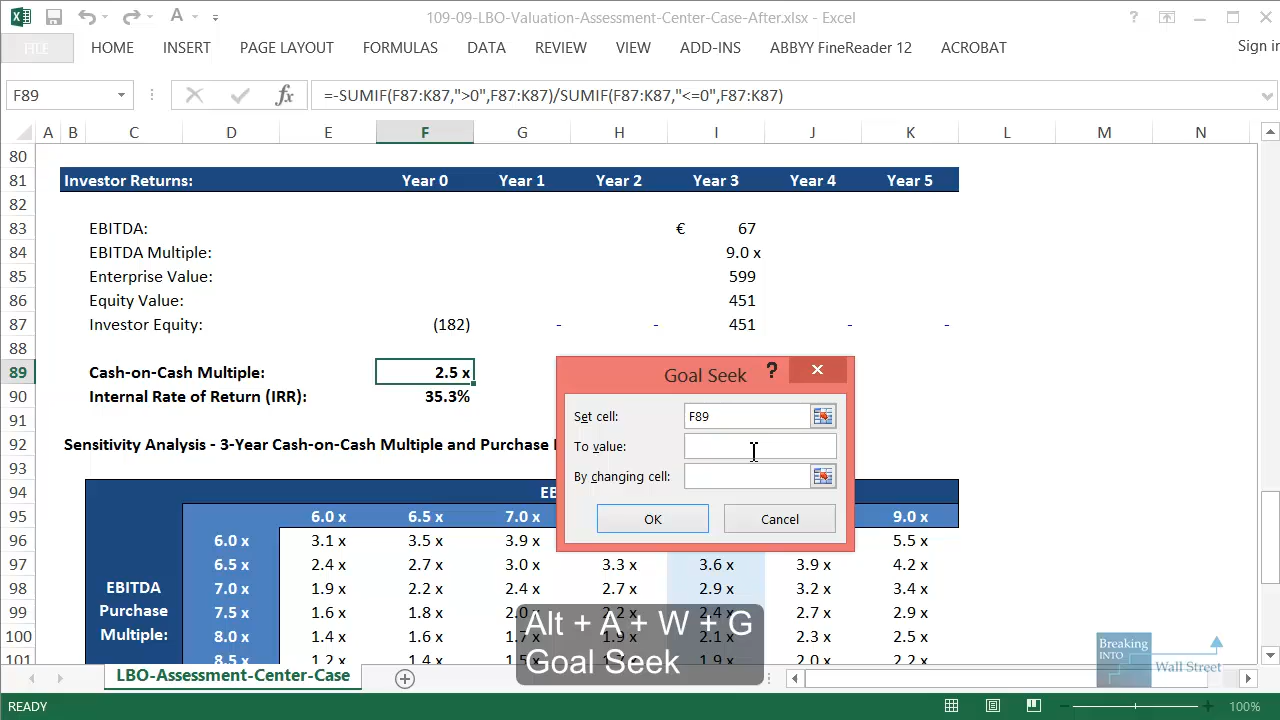 109-09-LBO-Valuation-Assessment-Center-Case-After.xlsx - Excel
FILE HOME INSERT PAGE LAYOUT FORMULAS DATA REVIEW VIEW ADD-INS ABBYY FineReader 12 ACROBAT Sign in
F89 fx =-SUMIF(F87:K87,">0",F87:K87)/SUMIF(F87:K87,"<=0",F87:K87)
A B C D E F G H I J K L M N
80
81 Investor Returns: Year 0 Year 1 Year 2 Year 3 Year 4 Year 5
82
83 EBITDA: € 67
84 EBITDA Multiple: 9.0 x
85 Enterprise Value: 599
86 Equity Value: 451
87 Investor Equity: (182) - - 451 - -
88
89 Cash-on-Cash Multiple: 2.5 x
90 Internal Rate of Return (IRR): 35.3%
91
92 Sensitivity Analysis - 3-Year Cash-on-Cash Multiple and Purchase
93
94 EB
95 6.0 x 6.5 x 7.0 x 9.0 x
96 6.0 x 3.1 x 3.5 x 3.9 x 5.5 x
97 6.5 x 2.4 x 2.7 x 3.0 x 3.3 x 3.6 x 3.9 x 4.2 x
98 EBITDA 7.0 x 1.9 x 2.2 x 2.4 x 2.7 x 2.9 x 3.2 x 3.4 x
99 Purchase 7.5 x 1.6 x 1.8 x 2.0 x 2.2 x 2.4 x 2.7 x 2.9 x
100 Multiple: 8.0 x 1.4 x 1.6 x 1.7 x 1.9 x 2.1 x 2.3 x 2.5 x
101 8.5 x 1.2 x 1.4 x 1.9 x 2.0 x 2.2 x
Goal Seek ? ×
Set cell: F89
To value:
By changing cell:
OK Cancel
Alt + A + W + G
Goal Seek
Breaking
INTO
Wall Street
LBO-Assessment-Center-Case
READY 100%